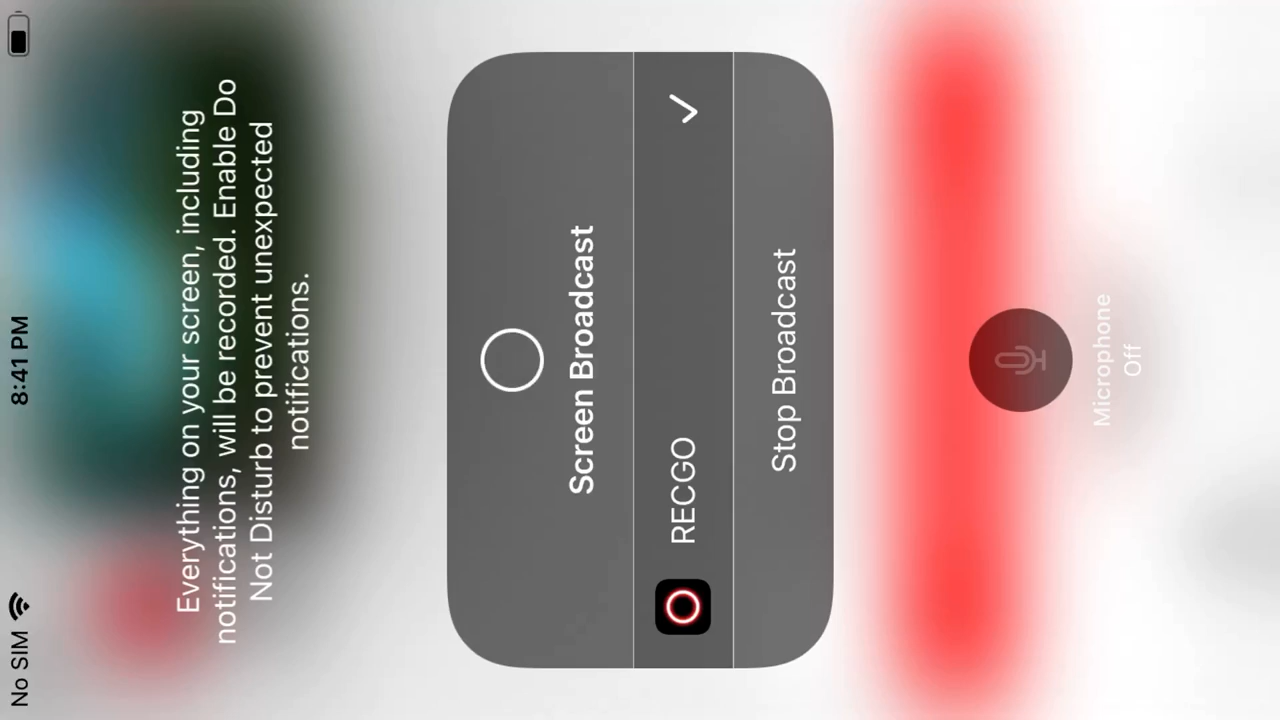 No SIM
8:41 PM
Everything on your screen, including
notifications, will be recorded. Enable Do
Not Disturb to prevent unexpected
notifications.
Screen Broadcast
RECGO
Stop Broadcast
Microphone
Off